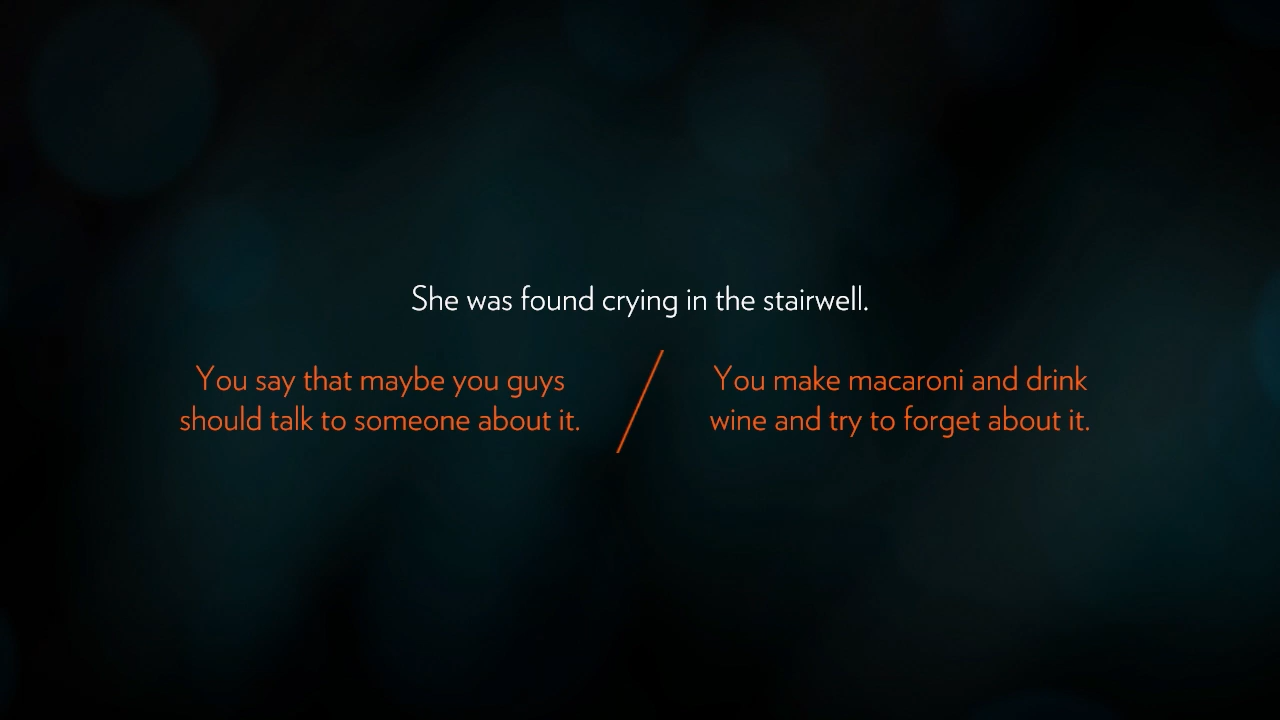 She was found crying in the stairwell.
You say that maybe you guys
should talk to someone about it.
You make macaroni and drink
wine and try to forget about it.